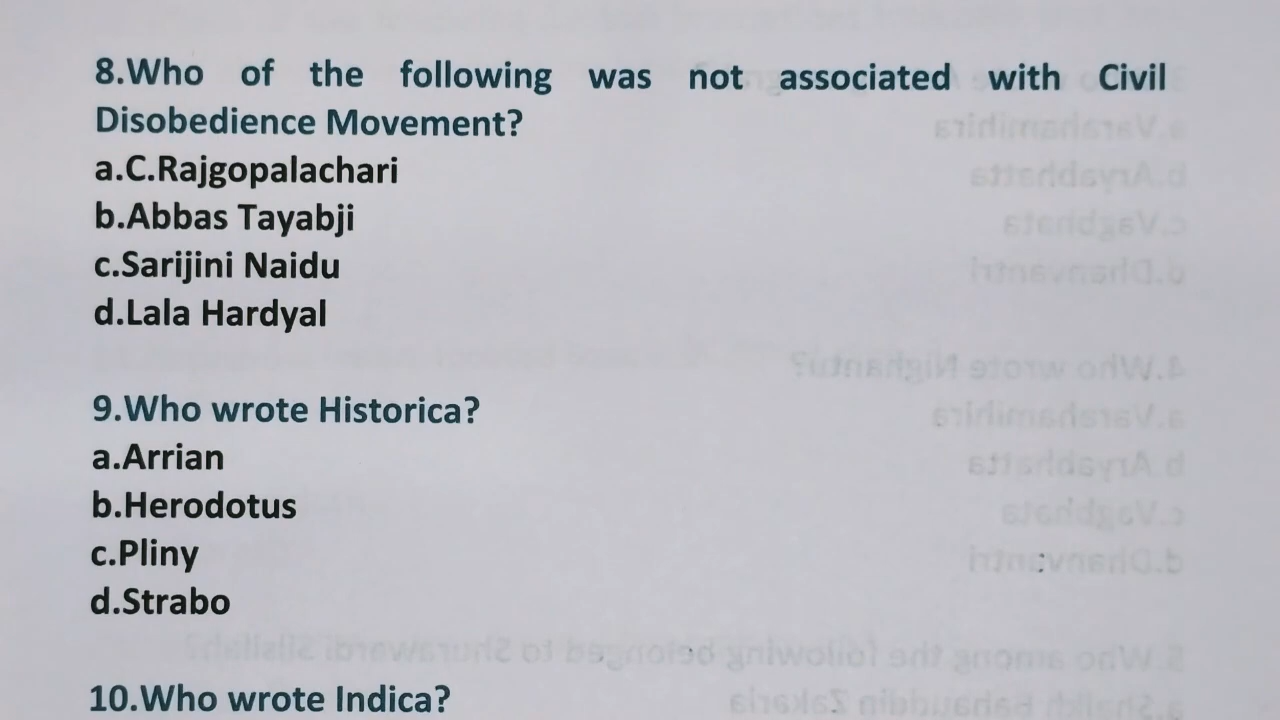 8.Who of the following was not associated with Civil
Disobedience Movement?
a.C.Rajgopalachari
b.Abbas Tayabji
c.Sarijini Naidu
d.Lala Hardyal
9.Who wrote Historica?
a.Arrian
b.Herodotus
c.Pliny
d.Strabo
10.Who wrote Indica?